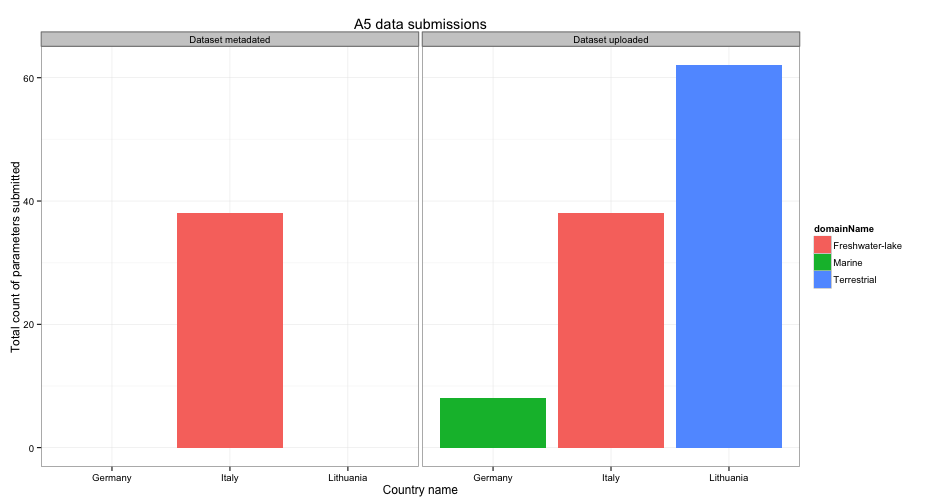 A5 data submissions
Dataset metadated
Dataset uploaded
Total count of parameters submitted
60
40
20
0
Germany Italy Lithuania
Germany Italy Lithuania
Country name
domainName
Freshwater-lake
Marine
Terrestrial